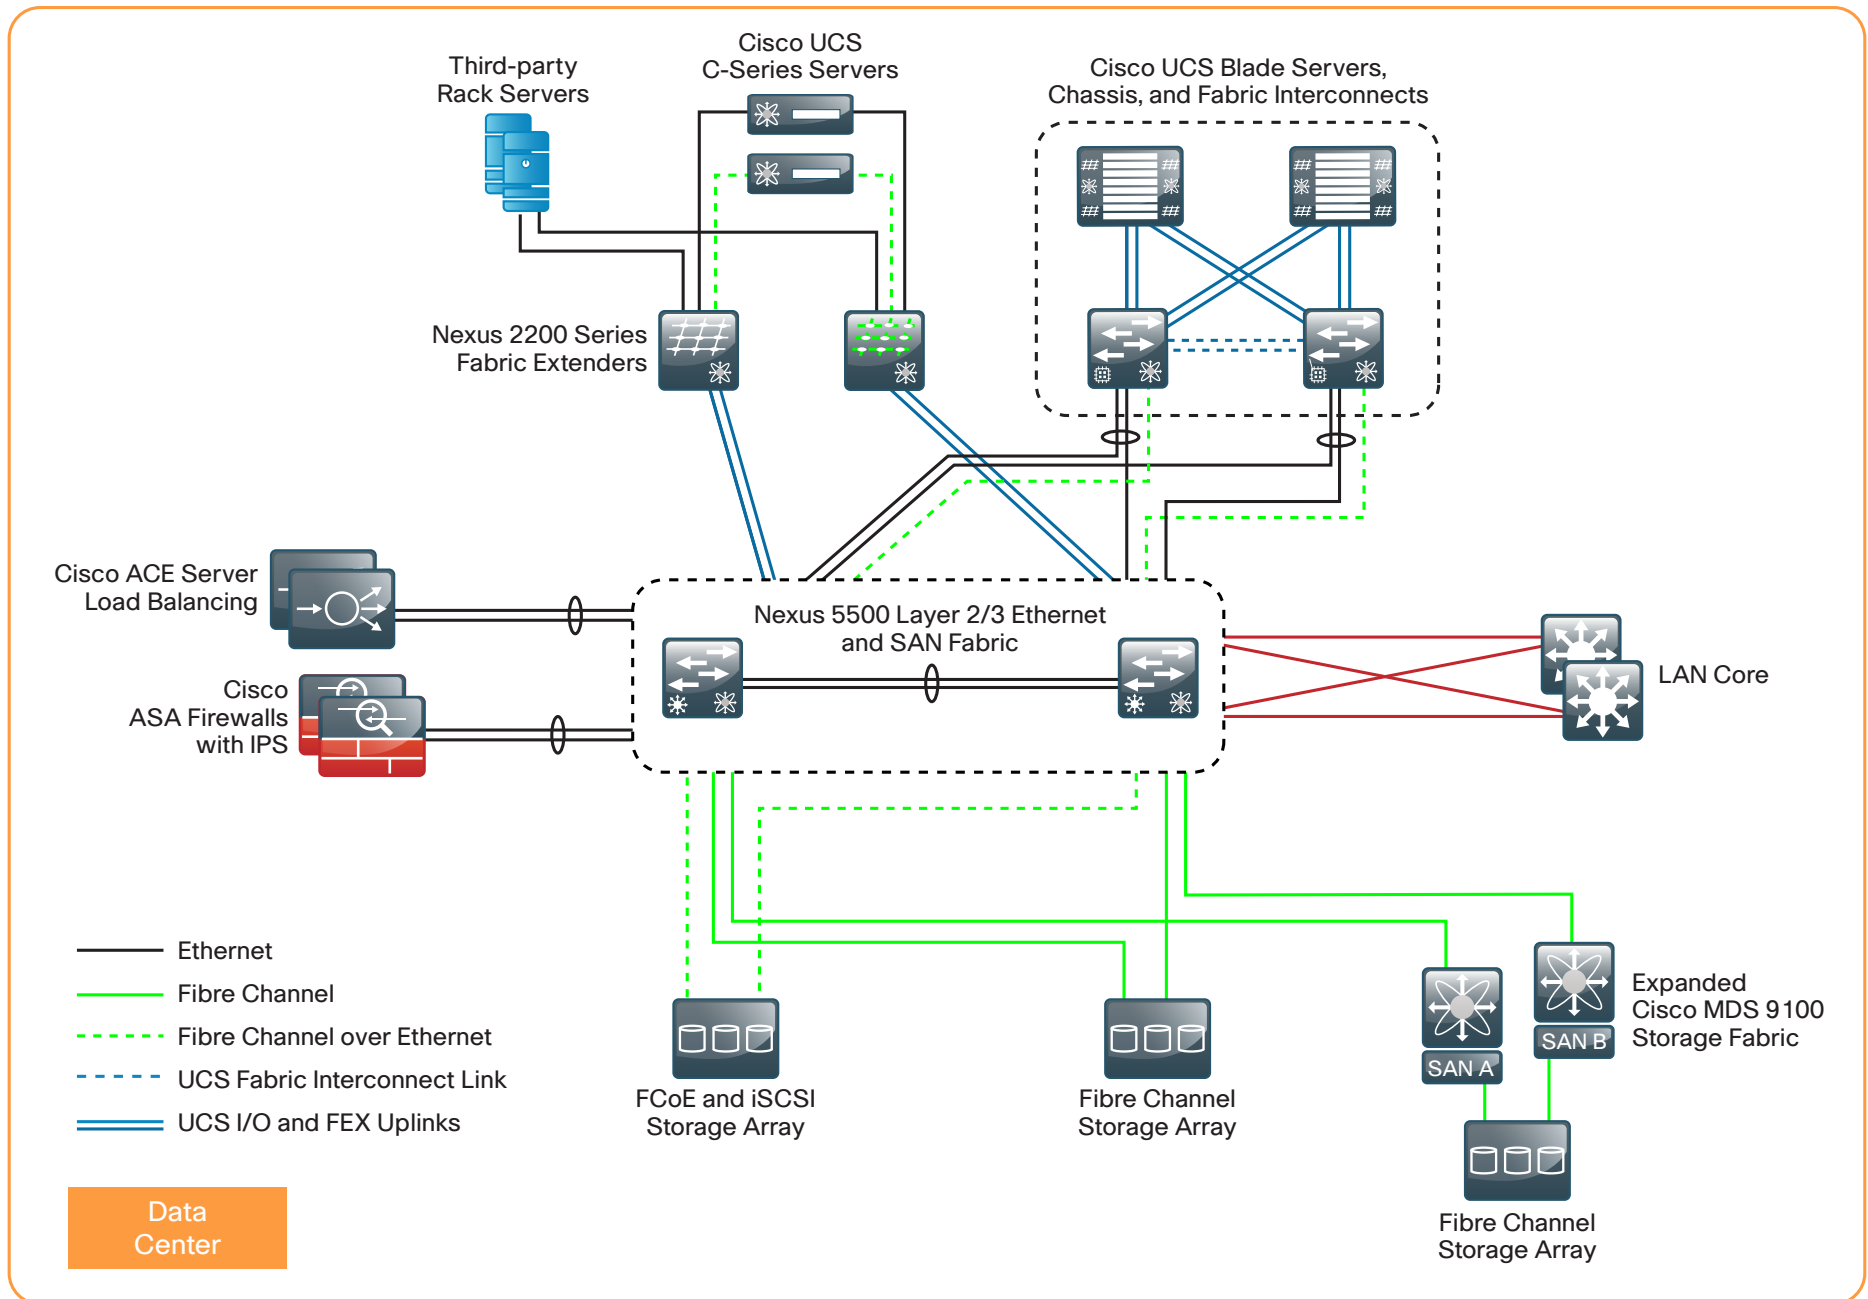 Third-party
Rack Servers
Cisco UCS
C-Series Servers
Cisco UCS Blade Servers,
Chassis, and Fabric Interconnects
Nexus 2200 Series
Fabric Extenders
Cisco ACE Server
Load Balancing
Nexus 5500 Layer 2/3 Ethernet
and SAN Fabric
Cisco
ASA Firewalls
with IPS
LAN Core
Ethernet
Fibre Channel
Fibre Channel over Ethernet
UCS Fabric Interconnect Link
UCS I/O and FEX Uplinks
FCoE and iSCSI
Storage Array
Fibre Channel
Storage Array
SAN A
SAN B
Expanded
Cisco MDS 9100
Storage Fabric
Fibre Channel
Storage Array
Data
Center